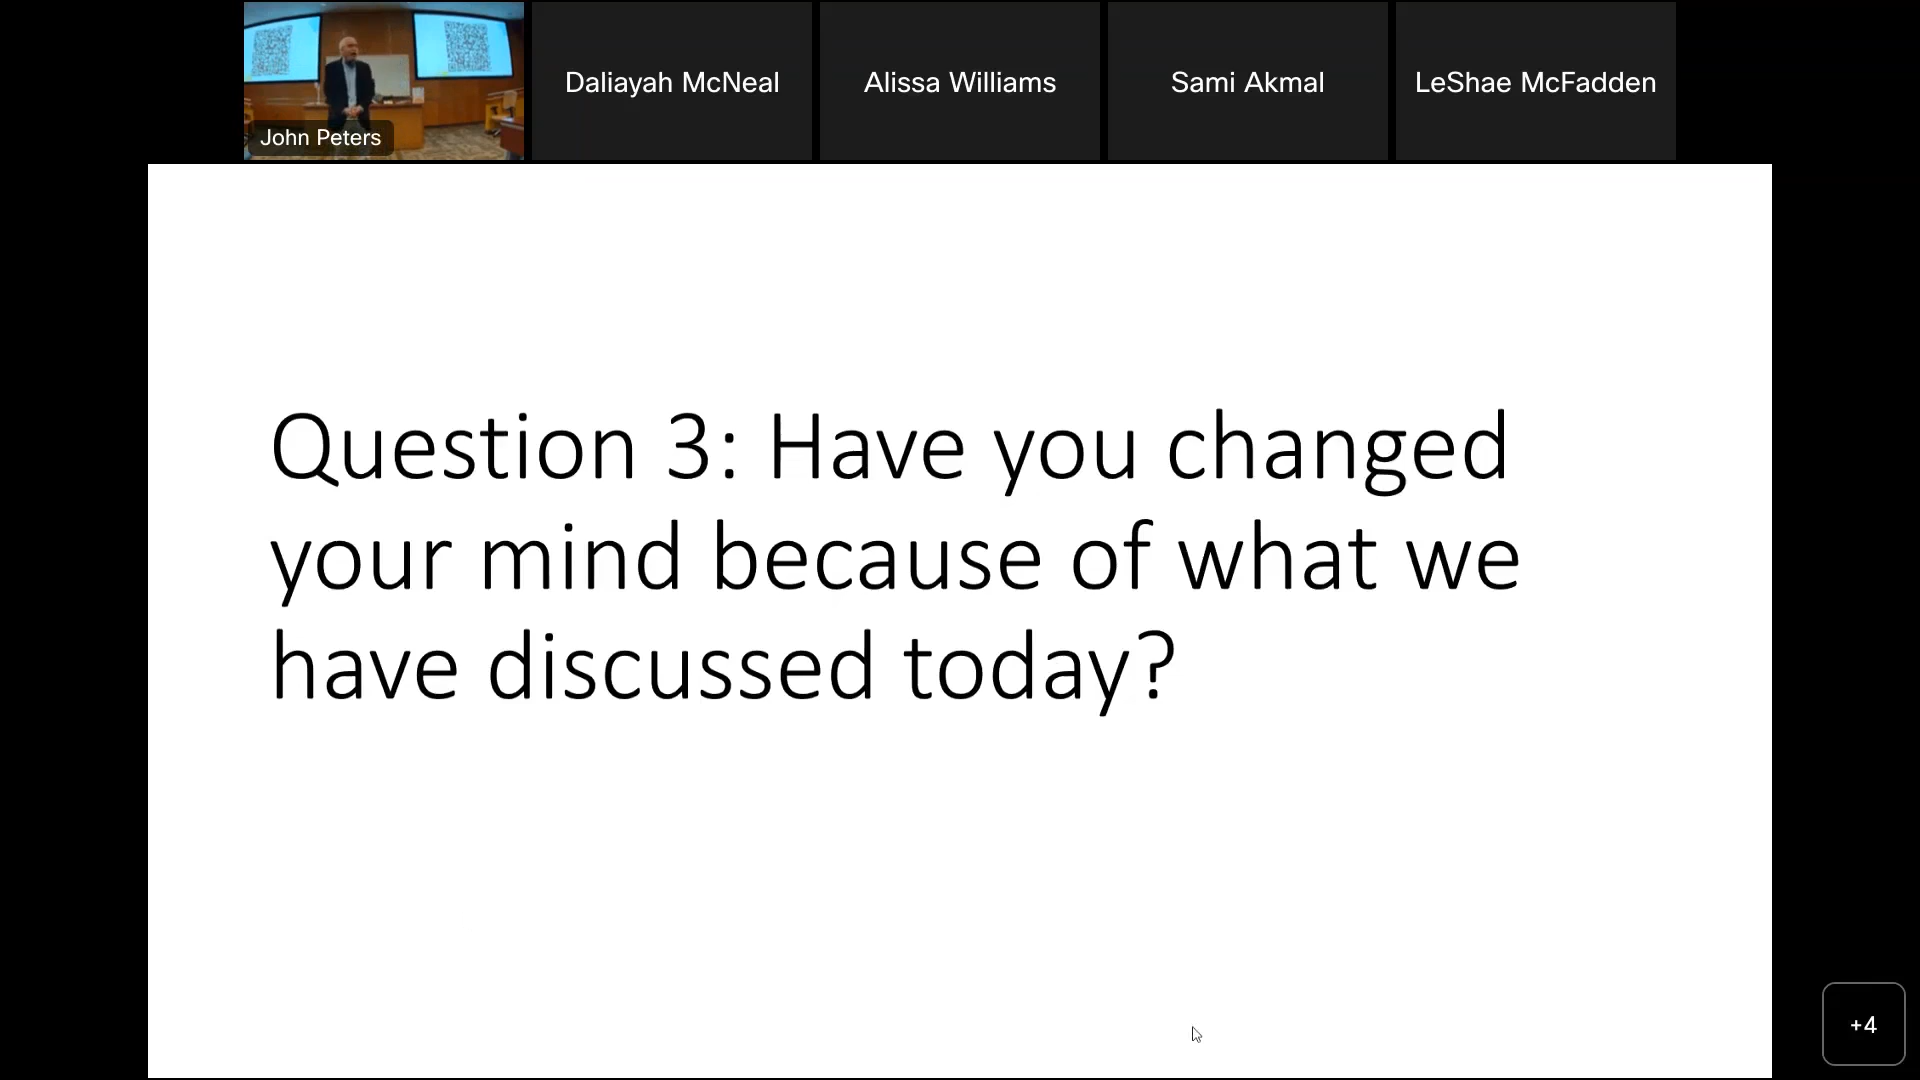 John Peters
Daliayah McNeal
Alissa Williams
Sami Akmal
LeShae McFadden
Question 3: Have you changed
your mind because of what we
have discussed today?
+4